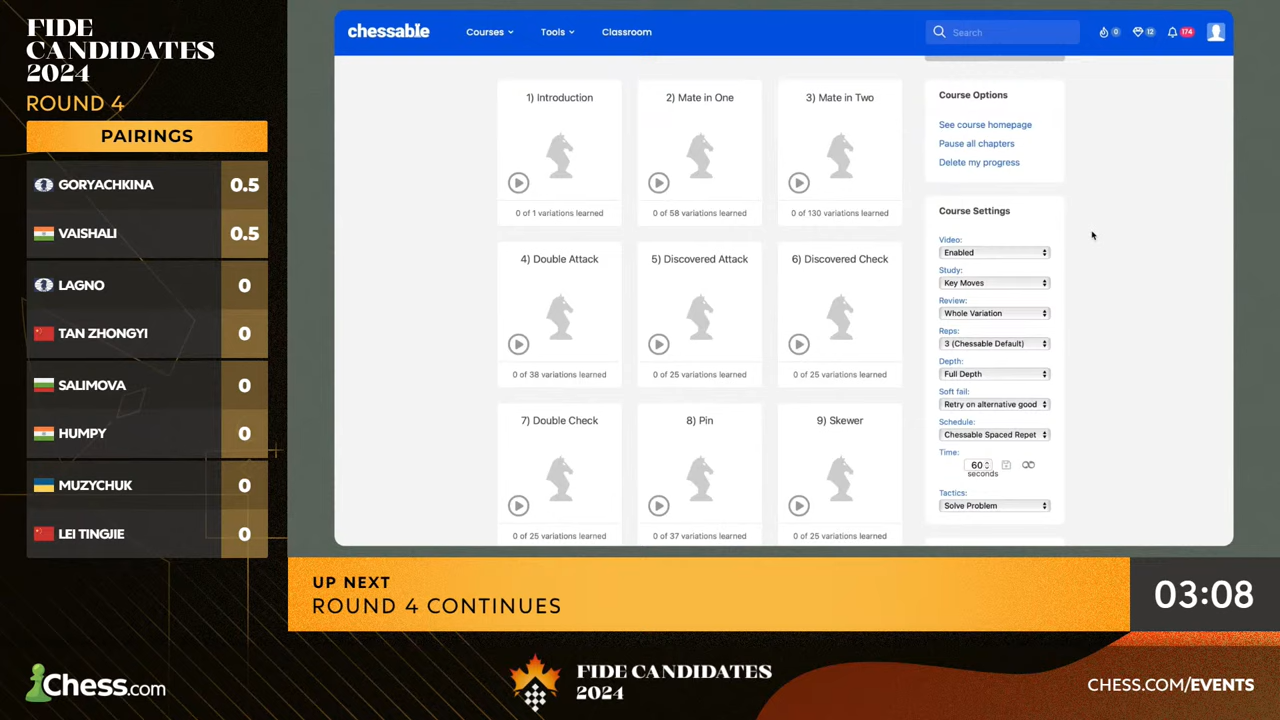 FIDE
CANDIDATES
2024
ROUND 4
PAIRINGS
GORYACHKINA 0.5
VAISHALI 0.5
LAGNO 0
TAN ZHONGYI 0
SALIMOVA 0
HUMPY 0
MUZYCHUK 0
LEI TINGJIE 0
chessable Courses Tools Classroom Search 0 12 174
1) Introduction 2) Mate in One 3) Mate in Two
0 of 1 variations learned 0 of 58 variations learned 0 of 130 variations learned
4) Double Attack 5) Discovered Attack 6) Discovered Check
0 of 38 variations learned 0 of 25 variations learned 0 of 25 variations learned
7) Double Check 8) Pin 9) Skewer
0 of 25 variations learned 0 of 37 variations learned 0 of 25 variations learned
Course Options
See course homepage
Pause all chapters
Delete my progress
Course Settings
Video:
Enabled
Study:
Key Moves
Review:
Whole Variation
Reps:
3 (Chessable Default)
Depth:
Full Depth
Soft fail:
Retry on alternative good
Schedule:
Chessable Spaced Repet
Time:
60
seconds
Tactics:
Solve Problem
UP NEXT
ROUND 4 CONTINUES
03:08
Chess.com
FIDE CANDIDATES
2024
CHESS.COM/EVENTS